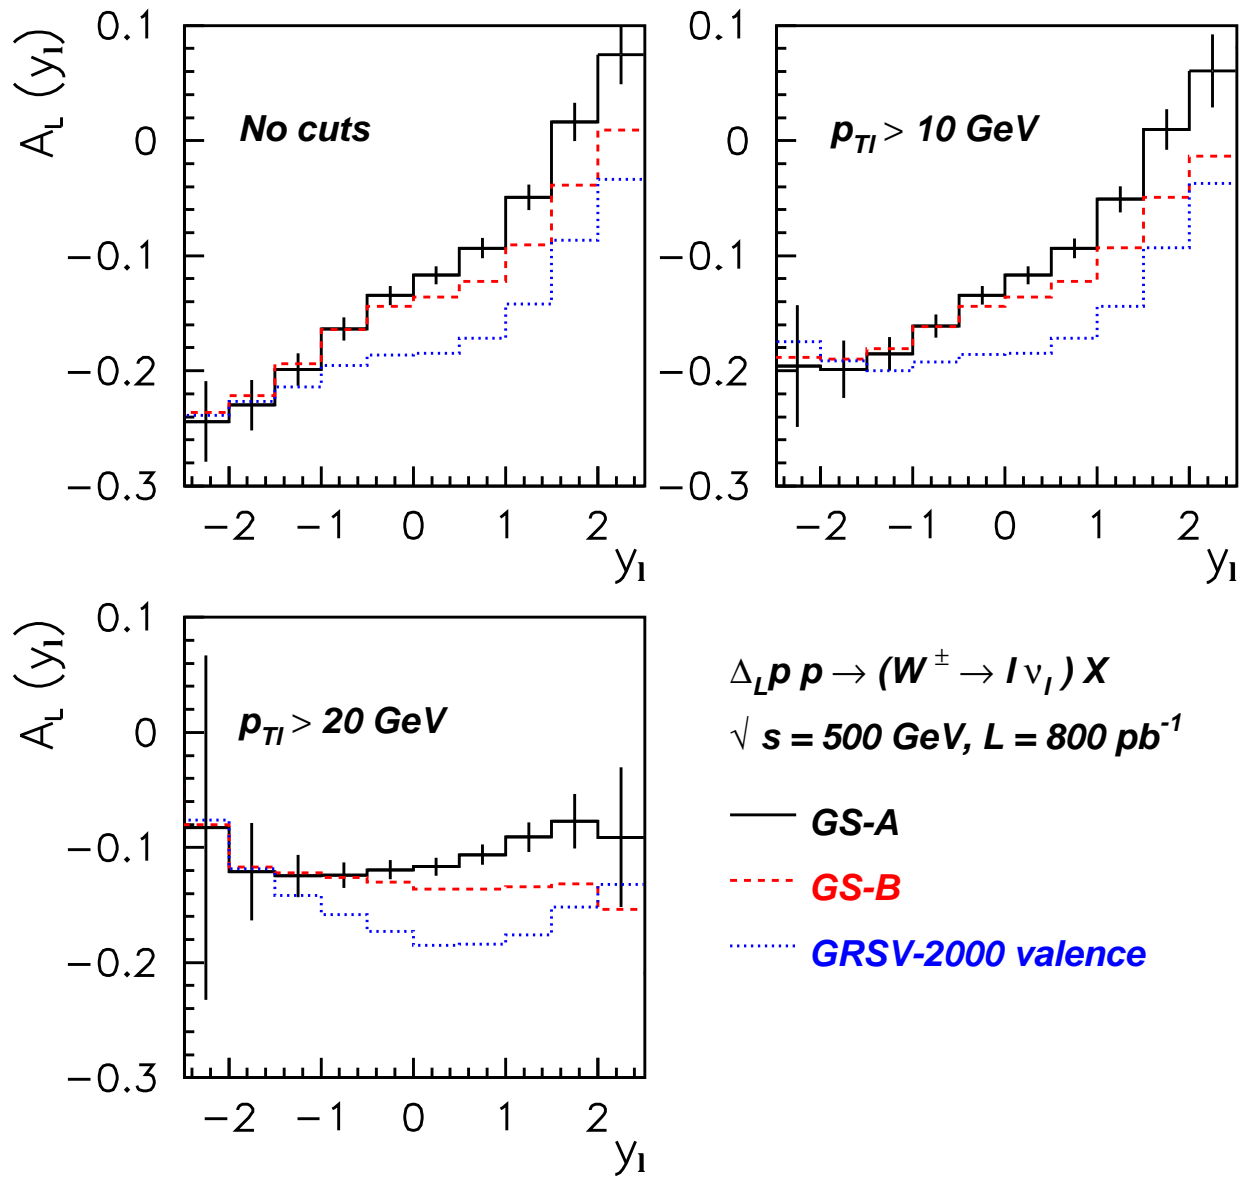 A_L (y_l)
0.1
0
−0.1
−0.2
−0.3
No cuts
−2 −1 0 1 2
y_l
0.1
0
−0.1
−0.2
−0.3
p_Tl > 10 GeV
−2 −1 0 1 2
y_l
A_L (y_l)
0.1
0
−0.1
−0.2
−0.3
p_Tl > 20 GeV
−2 −1 0 1 2
y_l
Δ_L p p → (W^± → l ν_l ) X
√ s = 500 GeV, L = 800 pb^-1
GS-A
GS-B
GRSV-2000 valence